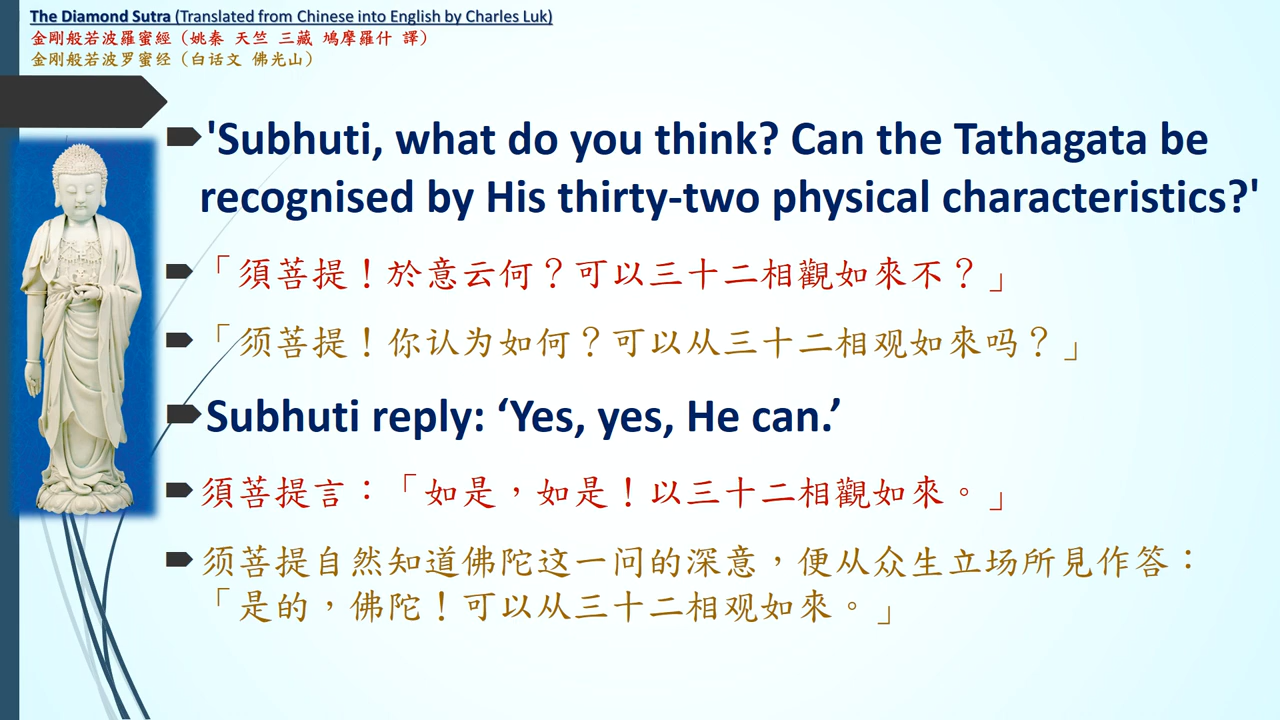 The Diamond Sutra (Translated from Chinese into English by Charles Luk)
金剛般若波羅蜜經（姚秦 天竺 三藏 鳩摩羅什 譯）
金刚般若波罗蜜经（白话文 佛光山）
'Subhuti, what do you think? Can the Tathagata be
recognised by His thirty-two physical characteristics?'
「須菩提！於意云何？可以三十二相觀如來不？」
「须菩提！你认为如何？可以从三十二相观如來吗？」
Subhuti reply: ‘Yes, yes, He can.’
須菩提言：「如是，如是！以三十二相觀如來。」
须菩提自然知道佛陀这一问的深意，便从众生立场所見作答：
「是的，佛陀！可以从三十二相观如來。」